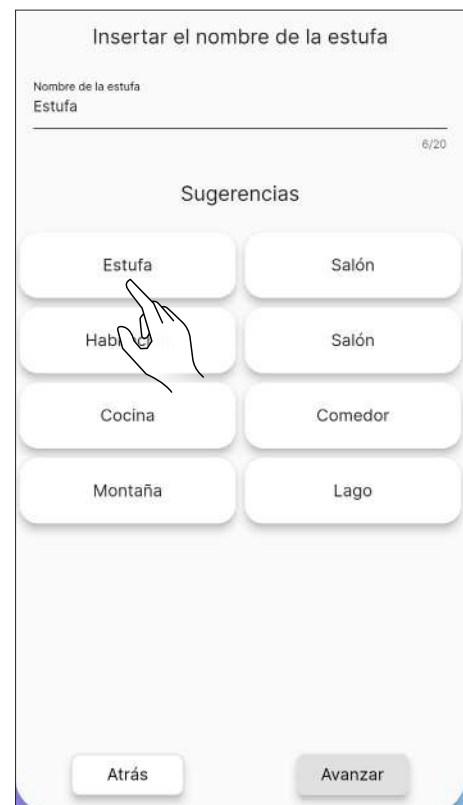 Insertar el nombre de la estufa
Nombre de la estufa
Estufa
6/20
Sugerencias
Estufa Salón
Salón
Cocina Comedor
Montaña Lago
Atrás Avanzar